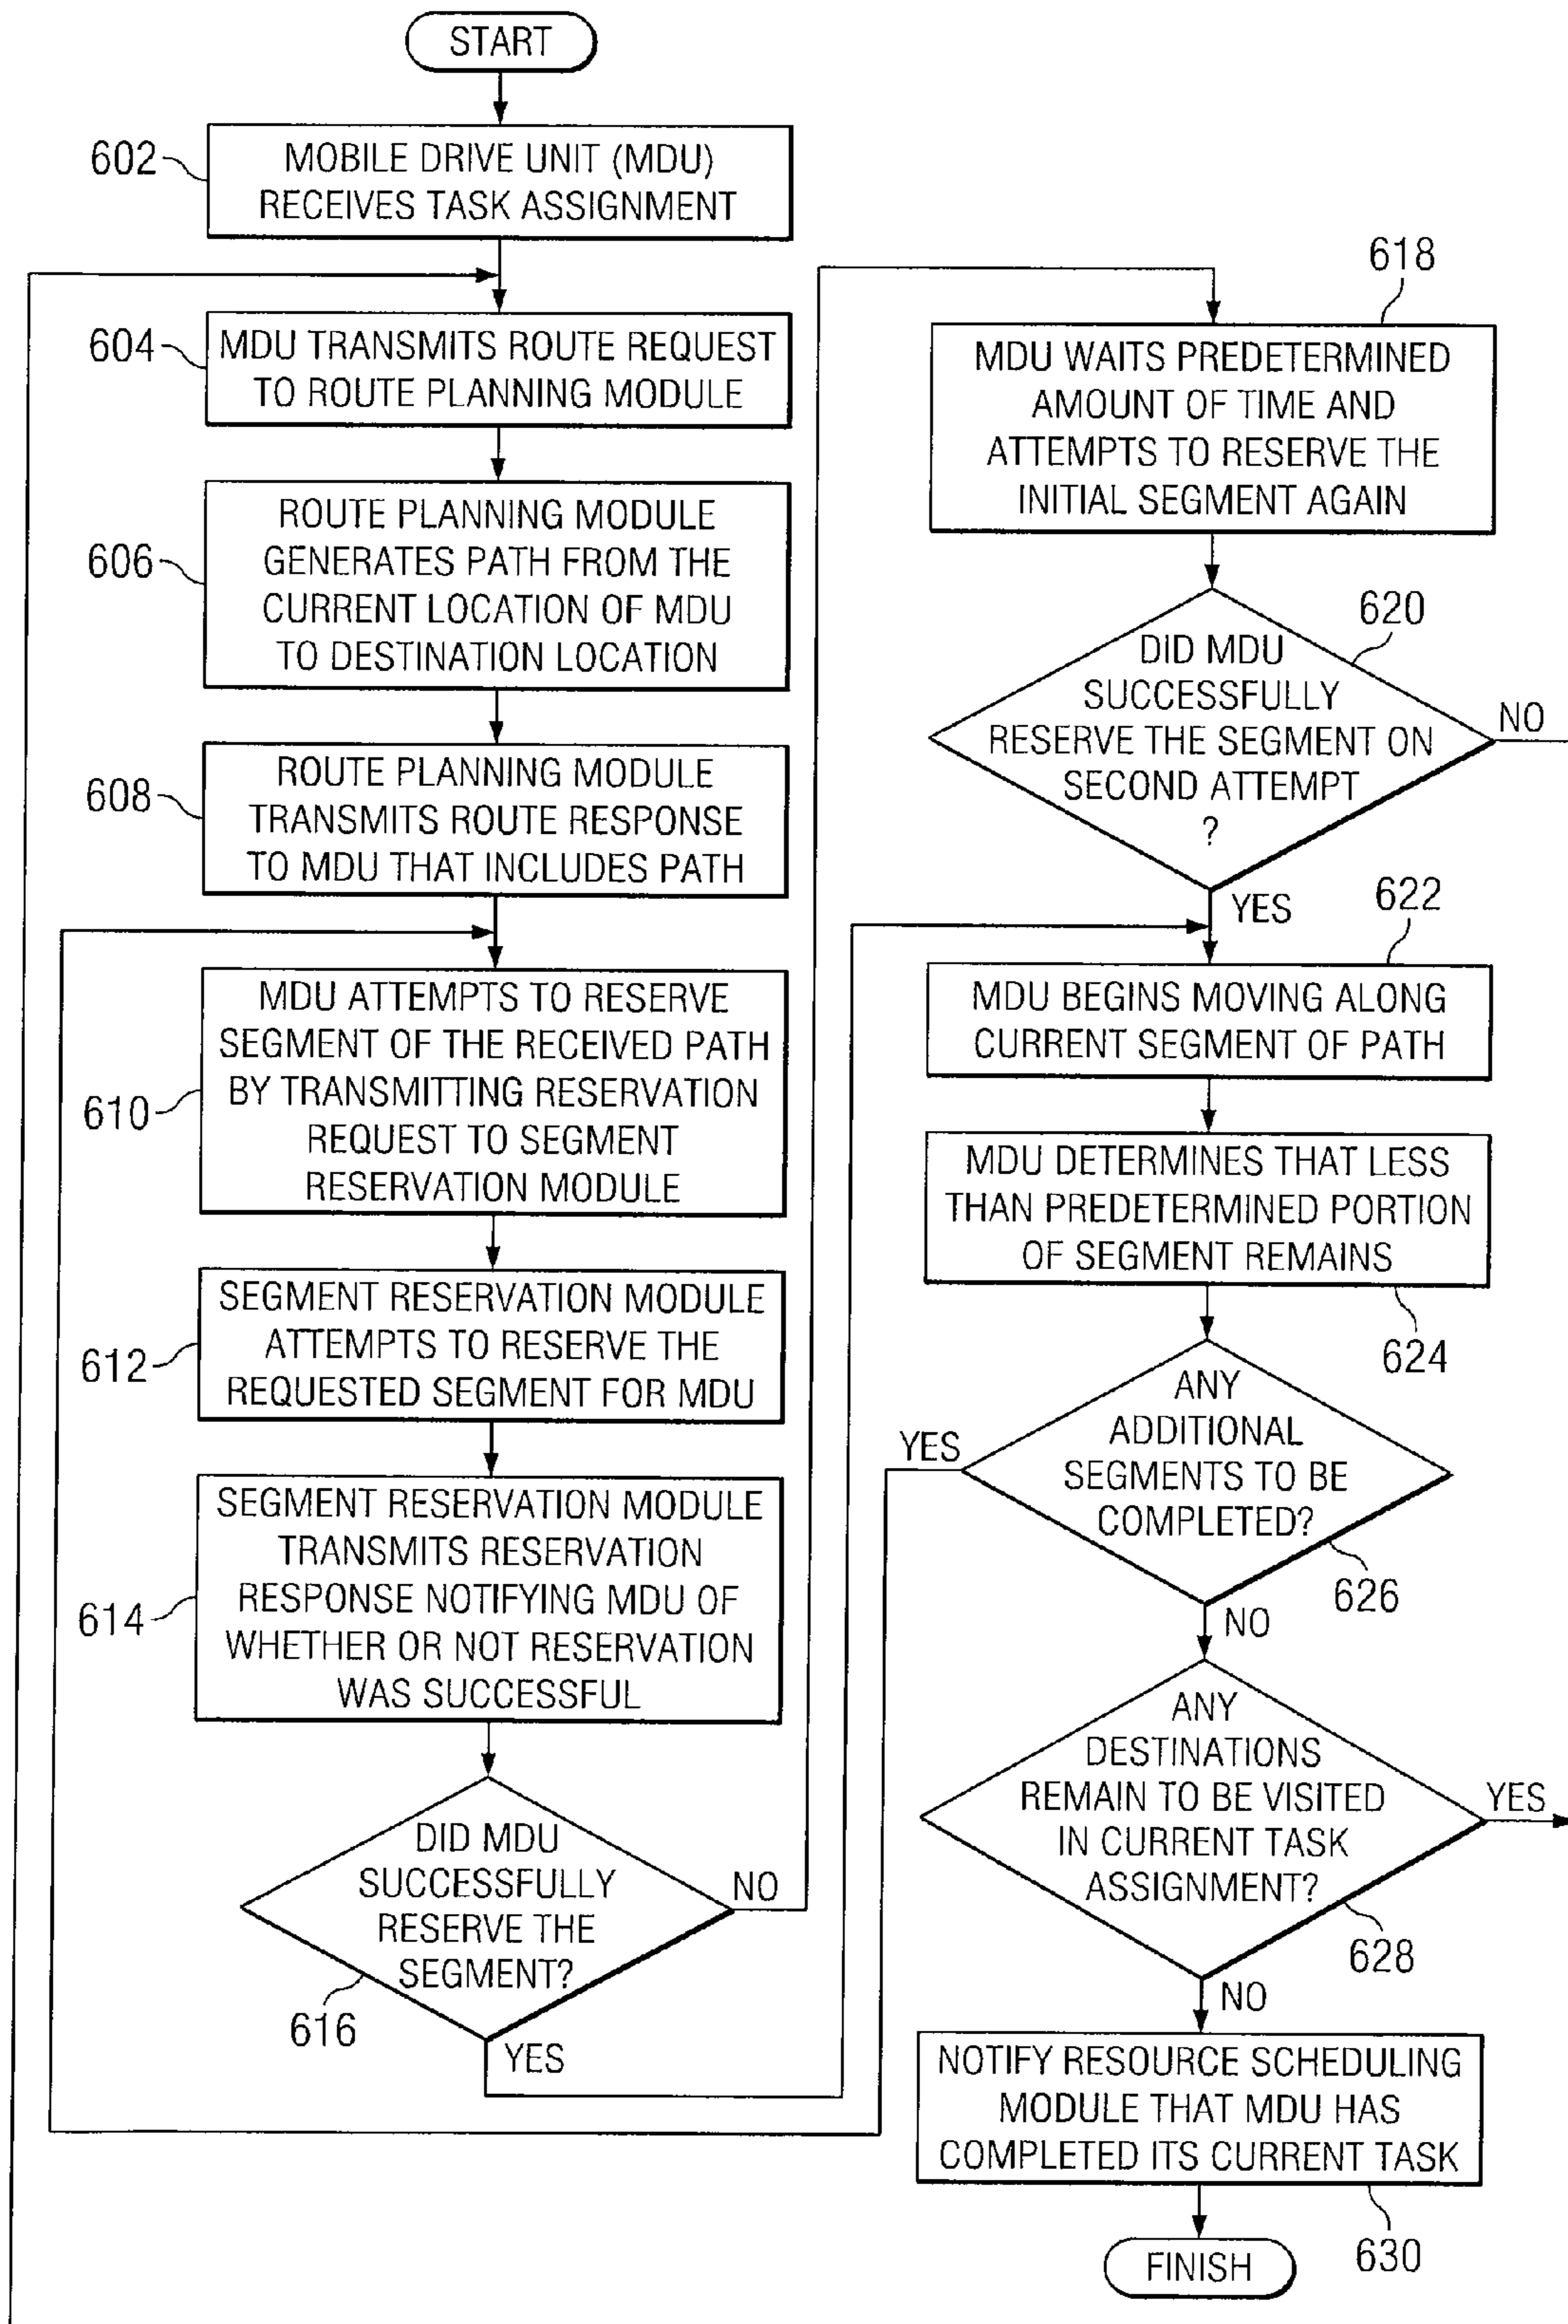 START
602
MOBILE DRIVE UNIT (MDU)
RECEIVES TASK ASSIGNMENT
604
MDU TRANSMITS ROUTE REQUEST
TO ROUTE PLANNING MODULE
606
ROUTE PLANNING MODULE
GENERATES PATH FROM THE
CURRENT LOCATION OF MDU
TO DESTINATION LOCATION
608
ROUTE PLANNING MODULE
TRANSMITS ROUTE RESPONSE
TO MDU THAT INCLUDES PATH
610
MDU ATTEMPTS TO RESERVE
SEGMENT OF THE RECEIVED PATH
BY TRANSMITTING RESERVATION
REQUEST TO SEGMENT
RESERVATION MODULE
612
SEGMENT RESERVATION MODULE
ATTEMPTS TO RESERVE THE
REQUESTED SEGMENT FOR MDU
614
SEGMENT RESERVATION MODULE
TRANSMITS RESERVATION
RESPONSE NOTIFYING MDU OF
WHETHER OR NOT RESERVATION
WAS SUCCESSFUL
DID MDU
SUCCESSFULLY
RESERVE THE
SEGMENT?
616
NO
YES
618
MDU WAITS PREDETERMINED
AMOUNT OF TIME AND
ATTEMPTS TO RESERVE THE
INITIAL SEGMENT AGAIN
620
DID MDU
SUCCESSFULLY
RESERVE THE SEGMENT ON
SECOND ATTEMPT
?
NO
YES
622
MDU BEGINS MOVING ALONG
CURRENT SEGMENT OF PATH
MDU DETERMINES THAT LESS
THAN PREDETERMINED PORTION
OF SEGMENT REMAINS
624
ANY
ADDITIONAL
SEGMENTS TO BE
COMPLETED?
YES
626
NO
ANY
DESTINATIONS
REMAIN TO BE VISITED
IN CURRENT TASK
ASSIGNMENT?
YES
628
NO
NOTIFY RESOURCE SCHEDULING
MODULE THAT MDU HAS
COMPLETED ITS CURRENT TASK
630
FINISH